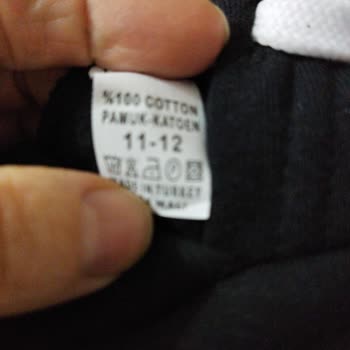 %100 COTTON
PAMUK-KATOEN
11-12
MADE IN TURKEY